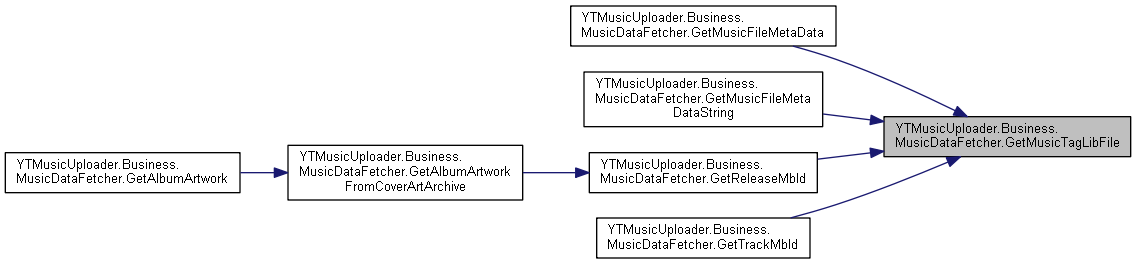 YTMusicUploader.Business.
MusicDataFetcher.GetMusicFileMetaData
YTMusicUploader.Business.
MusicDataFetcher.GetMusicFileMeta
DataString
YTMusicUploader.Business.
MusicDataFetcher.GetMusicTagLibFile
YTMusicUploader.Business.
MusicDataFetcher.GetAlbumArtwork
YTMusicUploader.Business.
MusicDataFetcher.GetAlbumArtwork
FromCoverArtArchive
YTMusicUploader.Business.
MusicDataFetcher.GetReleaseMbId
YTMusicUploader.Business.
MusicDataFetcher.GetTrackMbId